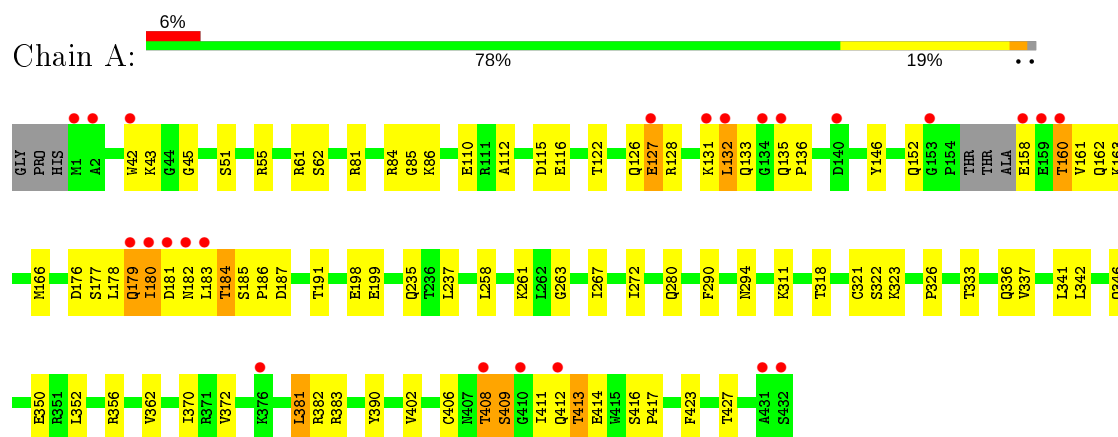 6%
Chain A:
78%
19%
• •
GLY PRO HIS M1 A2 W42 K43 G44 G45 S51 R55 R61 S62 R81 R84 G85 K86 E110 R111 A112 D115 E116 T122 Q126 E127 R128 K131 L132 Q133 G134 Q135 P136 D140 Y146 Q152 G153 P154 THR THR ALA E158 E159 T160 V161 Q162 K163
M166 D176 S177 L178 Q179 I180 D181 N182 L183 T184 S185 P186 D187 T191 E198 E199 Q235 T236 L237 L258 K261 L262 G263 I267 I272 Q280 F290 N294 K311 T318 C321 S322 K323 P326 T333 Q336 V337 L341 L342
E350 R351 L352 R356 V362 I370 R371 V372 K376 L381 R382 R383 Y390 V402 C406 N407 T408 S409 G410 I411 Q412 T413 E414 W415 S416 P417 F423 T427 A431 S432